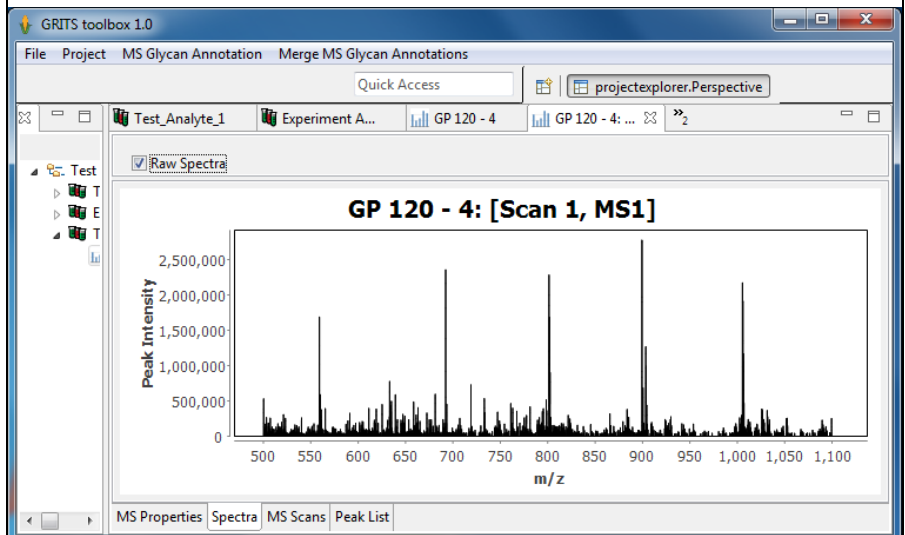 GRITS toolbox 1.0
File Project MS Glycan Annotation Merge MS Glycan Annotations
Quick Access projectexplorer.Perspective
Test_Analyte_1 Experiment A... GP 120 - 4 GP 120 - 4: ... »2
Raw Spectra
Test
T
E
T
GP 120 - 4: [Scan 1, MS1]
Peak Intensity
2,500,000
2,000,000
1,500,000
1,000,000
500,000
0
500 550 600 650 700 750 800 850 900 950 1,000 1,050 1,100
m/z
MS Properties Spectra MS Scans Peak List